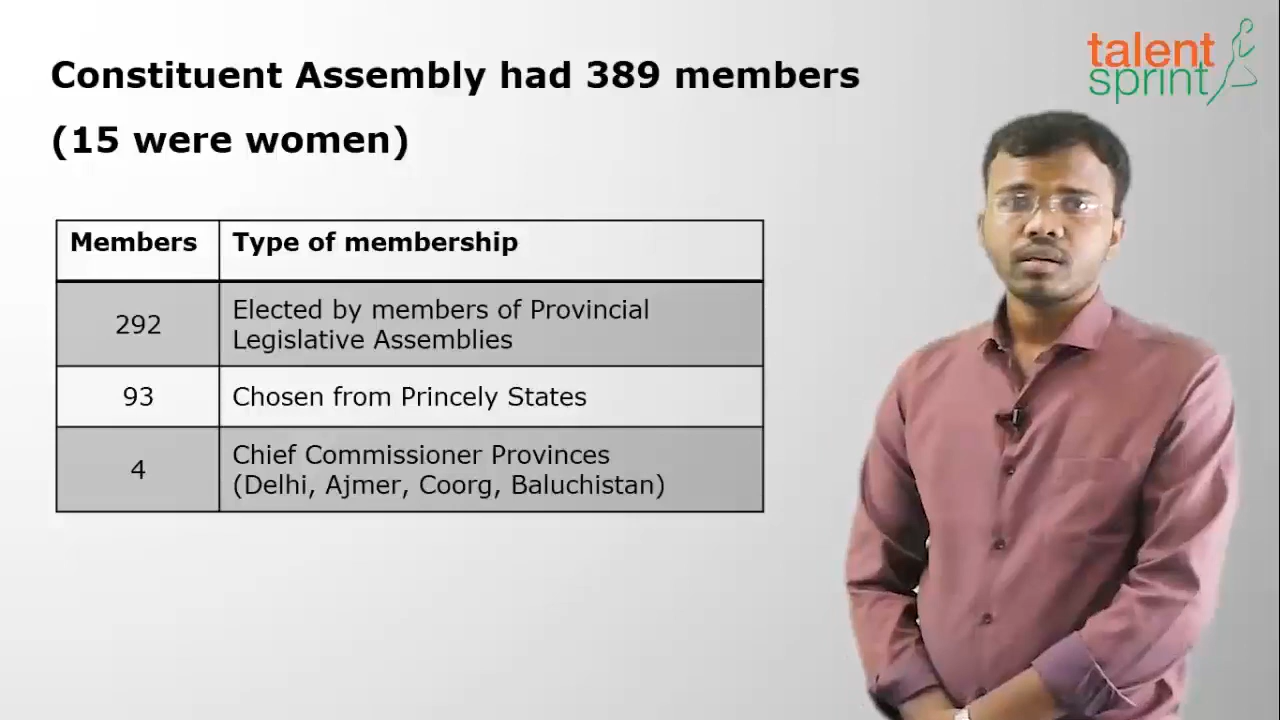 talent
sprint
Constituent Assembly had 389 members
(15 were women)
Members Type of membership
292 Elected by members of Provincial
Legislative Assemblies
93 Chosen from Princely States
4 Chief Commissioner Provinces
(Delhi, Ajmer, Coorg, Baluchistan)